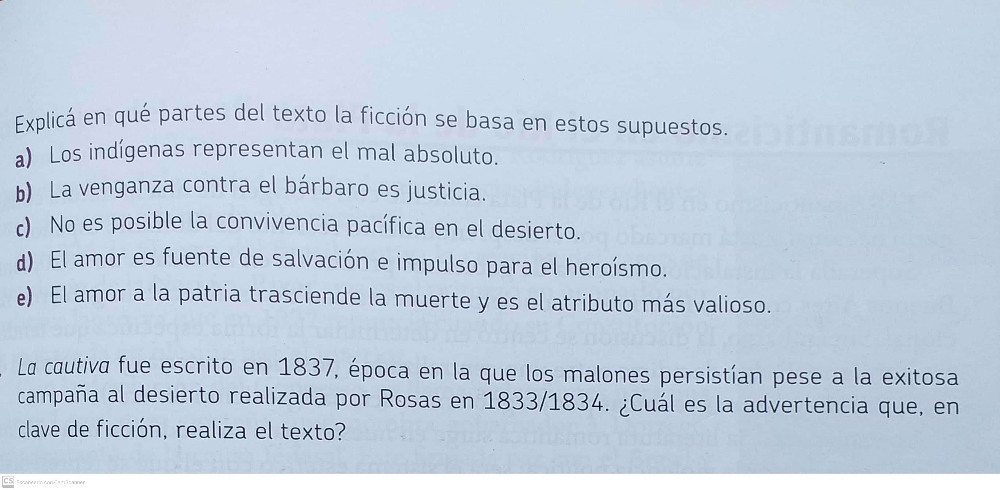 Explicá en qué partes del texto la ficción se basa en estos supuestos.
a) Los indígenas representan el mal absoluto.
b) La venganza contra el bárbaro es justicia.
c) No es posible la convivencia pacífica en el desierto.
d) El amor es fuente de salvación e impulso para el heroísmo.
e) El amor a la patria trasciende la muerte y es el atributo más valioso.
La cautiva fue escrito en 1837, época en la que los malones persistían pese a la exitosa
campaña al desierto realizada por Rosas en 1833/1834. ¿Cuál es la advertencia que, en
clave de ficción, realiza el texto?
CS Escaneado con CamScanner